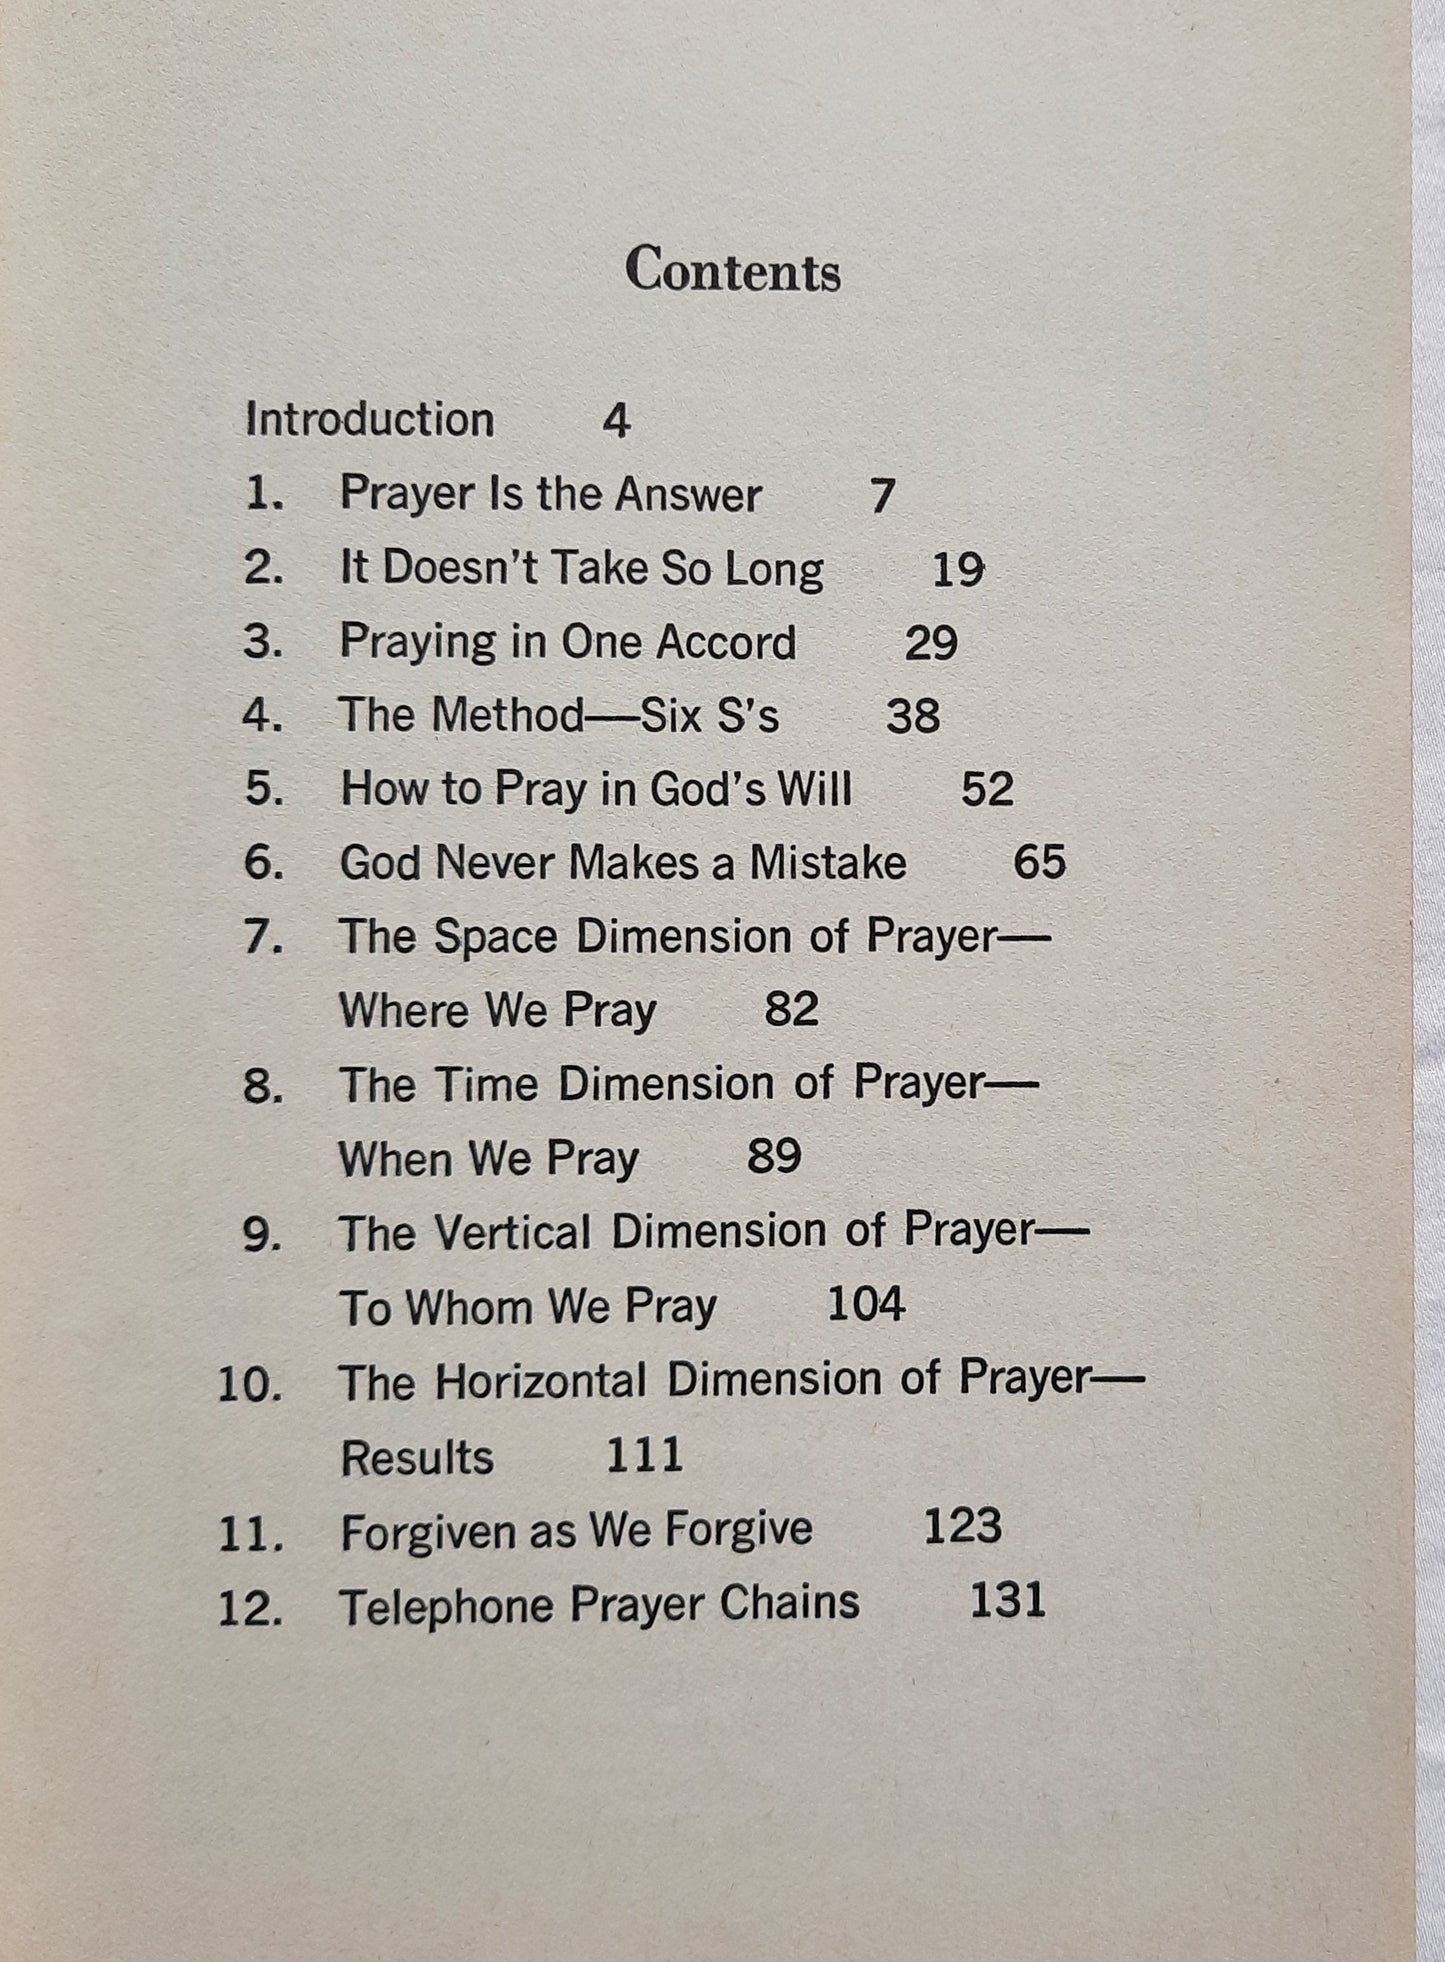 Contents
Introduction 4
1. Prayer Is the Answer 7
2. It Doesn't Take So Long 19
3. Praying in One Accord 29
4. The Method—Six S's 38
5. How to Pray in God's Will 52
6. God Never Makes a Mistake 65
7. The Space Dimension of Prayer—
Where We Pray 82
8. The Time Dimension of Prayer—
When We Pray 89
9. The Vertical Dimension of Prayer—
To Whom We Pray 104
10. The Horizontal Dimension of Prayer—
Results 111
11. Forgiven as We Forgive 123
12. Telephone Prayer Chains 131